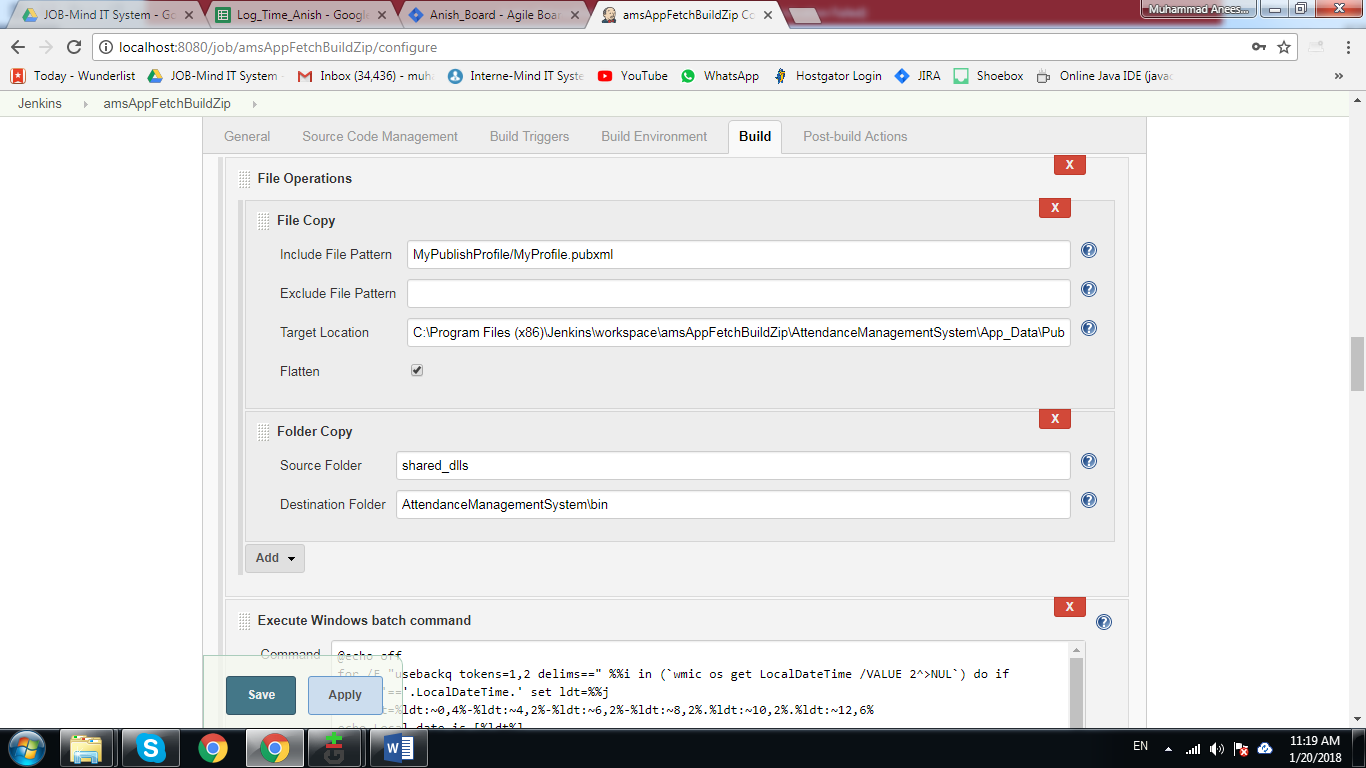 JOB-Mind IT System - Go
Log_Time_Anish - Google
Anish_Board - Agile Boar
amsAppFetchBuildZip Co
Muhammad Anees...
localhost:8080/job/amsAppFetchBuildZip/configure
Today - Wunderlist
JOB-Mind IT System
Inbox (34,436) - muh
Interne-Mind IT Syste
YouTube
WhatsApp
Hostgator Login
JIRA
Shoebox
Online Java IDE (java
»
Jenkins
amsAppFetchBuildZip
General
Source Code Management
Build Triggers
Build Environment
Build
Post-build Actions
File Operations
X
File Copy
X
Include File Pattern
MyPublishProfile/MyProfile.pubxml
Exclude File Pattern
Target Location
C:\Program Files (x86)\Jenkins\workspace\amsAppFetchBuildZip\AttendanceManagementSystem\App_Data\Pub
Flatten
Folder Copy
X
Source Folder
shared_dlls
Destination Folder
AttendanceManagementSystem\bin
Add
Execute Windows batch command
X
Command
@echo off
for /F "usebackq tokens=1,2 delims==" %%i in (`wmic os get LocalDateTime /VALUE 2^>NUL`) do if
'=='.LocalDateTime.' set ldt=%%j
=%ldt:~0,4%-%ldt:~4,2%-%ldt:~6,2%-%ldt:~8,2%.%ldt:~10,2%.%ldt:~12,6%
echo Local date is [%ldt%]
Save
Apply
EN
11:19 AM
1/20/2018